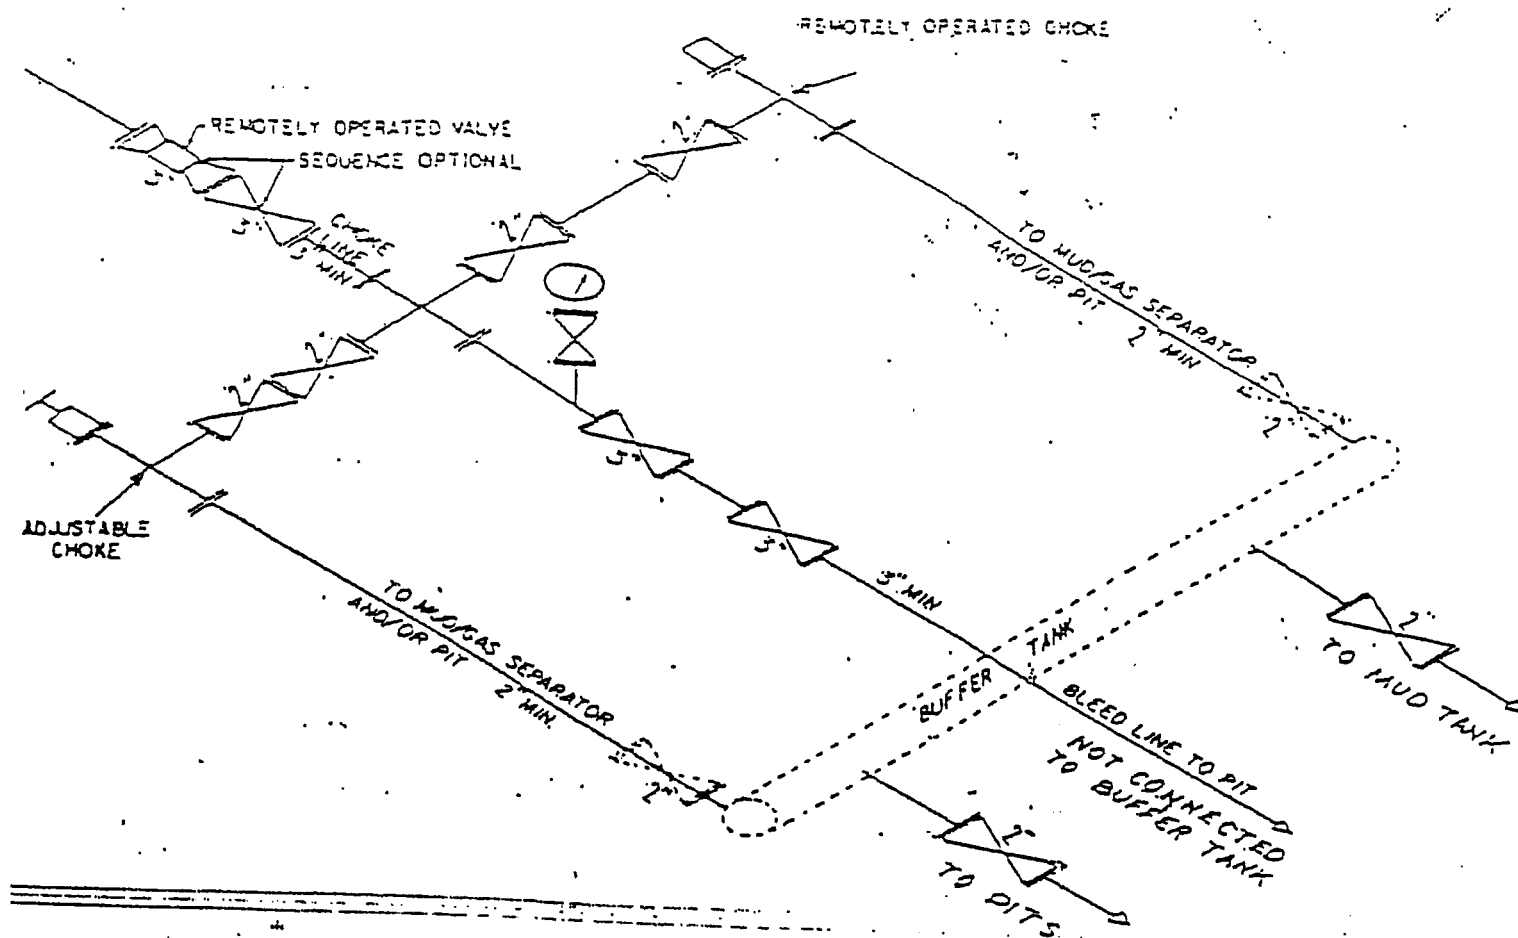 REMOTELY OPERATED CHOKE
REMOTELY OPERATED VALVE
SEQUENCE OPTIONAL
3"
3"
CHOKE
LINE
3" MIN
2"
2"
2"
2"
ADJUSTABLE
CHOKE
3"
3"
3" MIN
TO MUD/GAS SEPARATOR
AND/OR PIT
2" MIN
2"
TO MUD/GAS SEPARATOR
AND/OR PIT
2" MIN.
2"
BUFFER TANK
BLEED LINE TO PIT
NOT CONNECTED
TO BUFFER TANK
2"
TO MUD TANK
2"
TO PITS